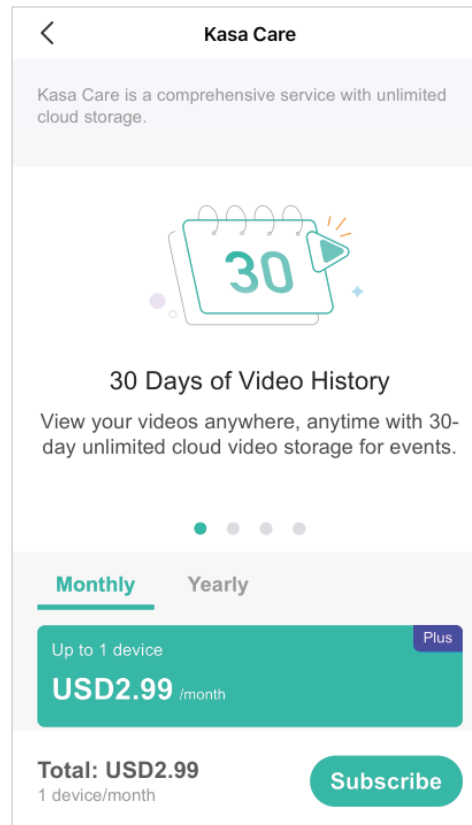 Kasa Care
Kasa Care is a comprehensive service with unlimited
cloud storage.
30
30 Days of Video History
View your videos anywhere, anytime with 30-
day unlimited cloud video storage for events.
Monthly Yearly
Plus
Up to 1 device
USD2.99 /month
Total: USD2.99
1 device/month
Subscribe